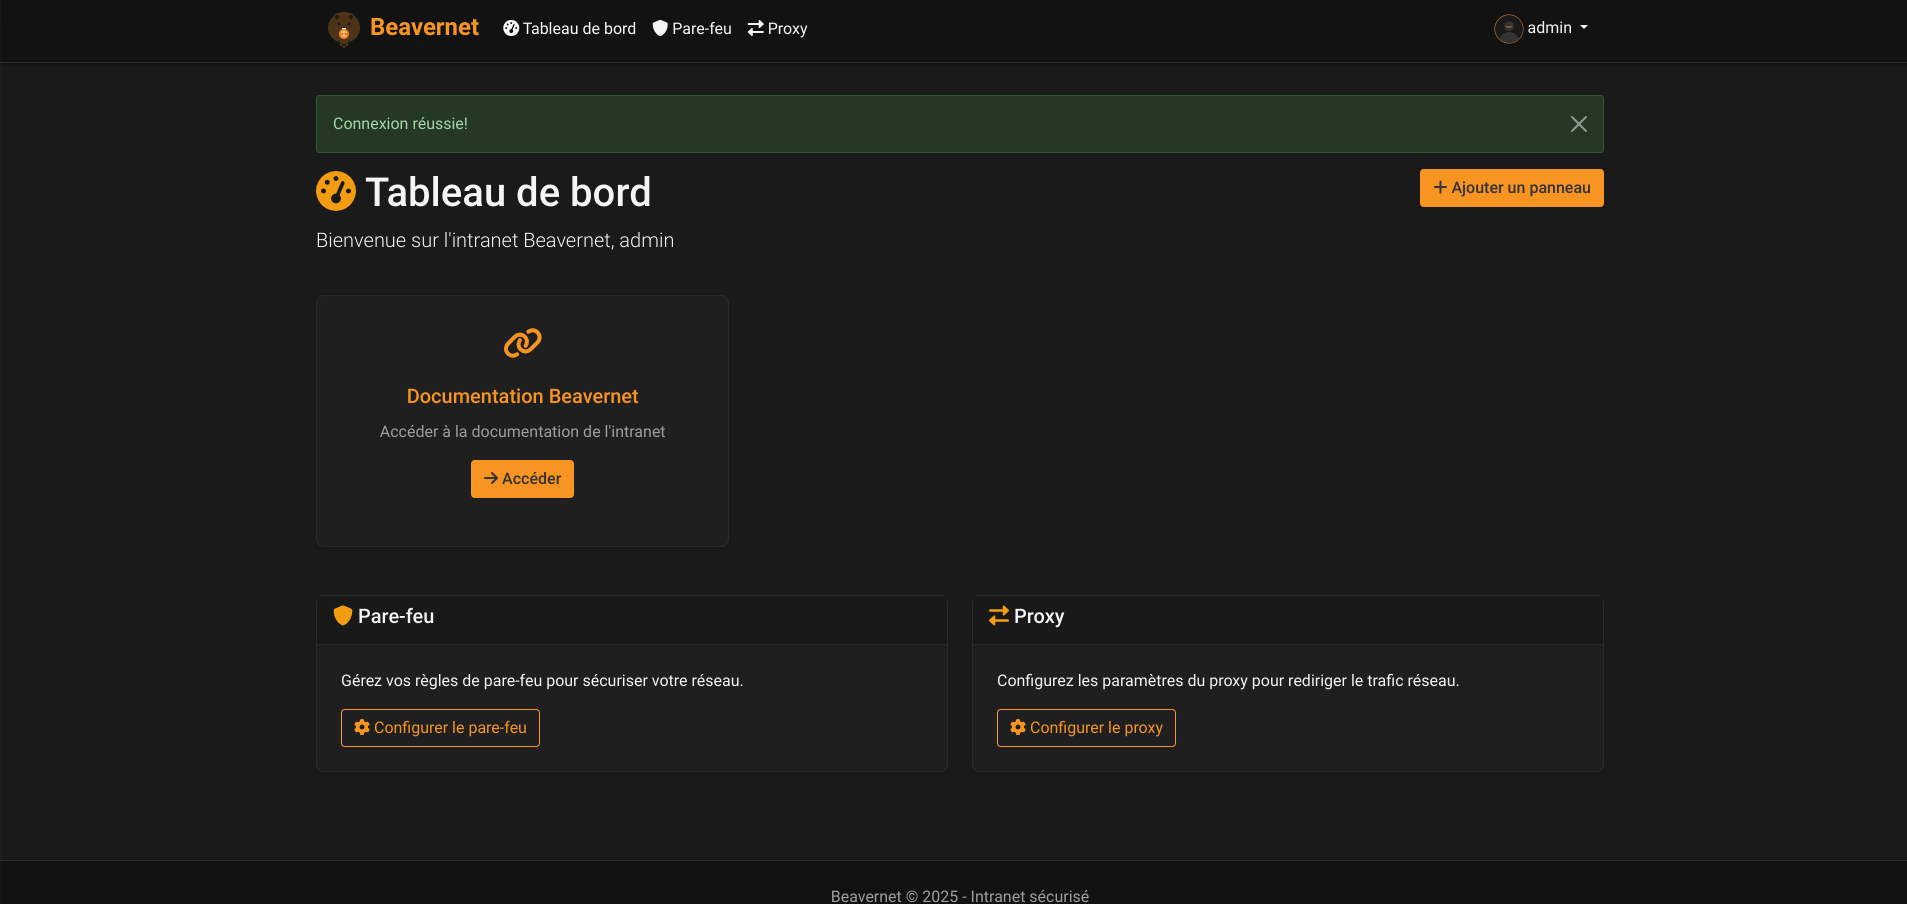 Beavernet Tableau de bord Pare-feu Proxy admin
Connexion réussie!
Tableau de bord
Ajouter un panneau
Bienvenue sur l'intranet Beavernet, admin
Documentation Beavernet
Accéder à la documentation de l'intranet
Accéder
Pare-feu
Gérez vos règles de pare-feu pour sécuriser votre réseau.
Configurer le pare-feu
Proxy
Configurez les paramètres du proxy pour rediriger le trafic réseau.
Configurer le proxy
Beavernet © 2025 - Intranet sécurisé